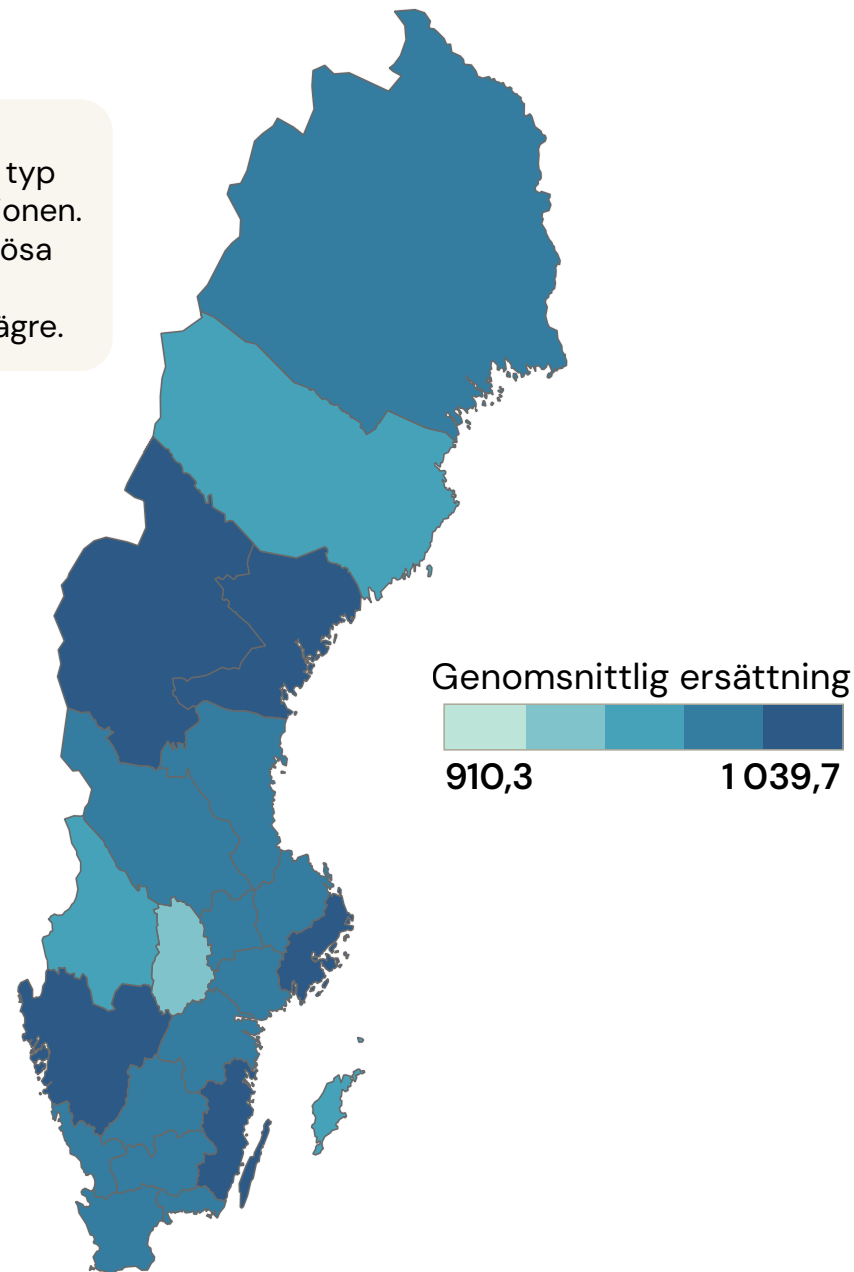 typ
onen.
ösa
ägre.
Genomsnittlig ersättning
910,3 1 039,7